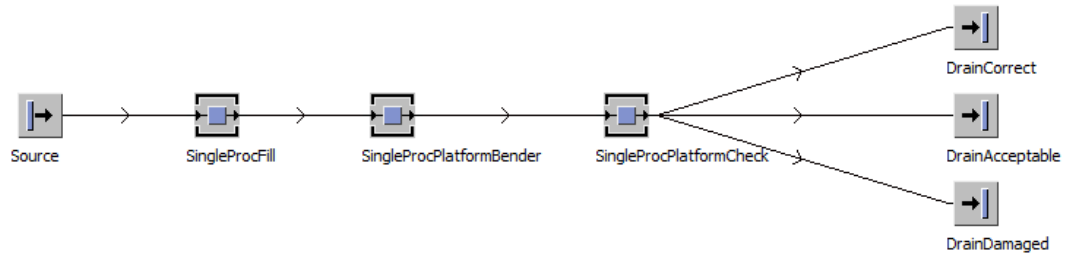 DrainCorrect
Source
SingleProcFill
SingleProcPlatformBender
SingleProcPlatformCheck
DrainAcceptable
DrainDamaged